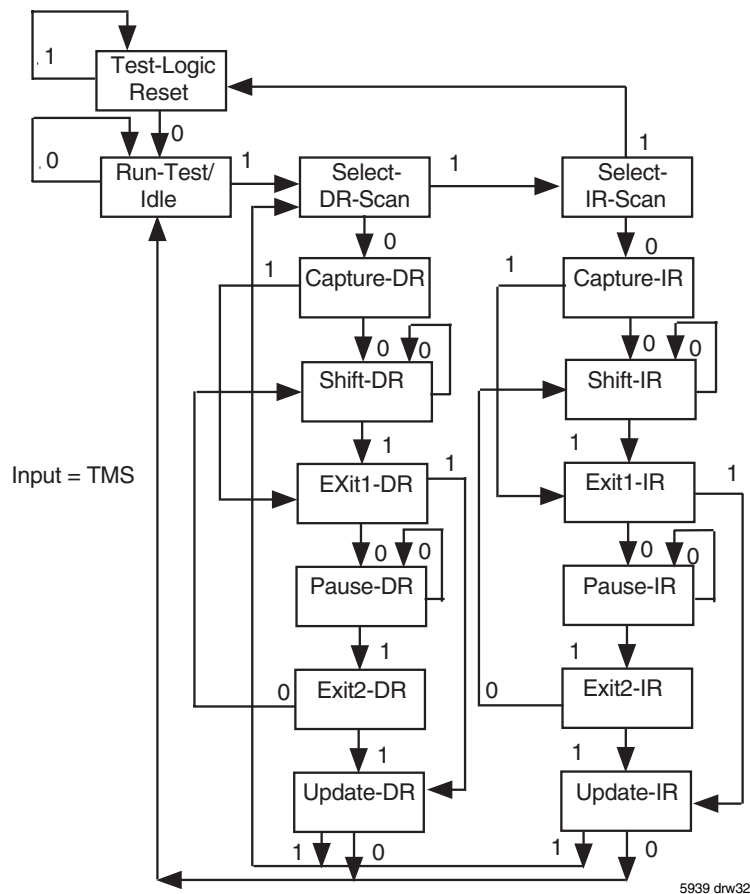 1
Test-Logic
Reset
0
0
Run-Test/
Idle
1
Select-
DR-Scan
1
1
Select-
IR-Scan
0
0
1
Capture-DR
1
Capture-IR
0
0
0
0
Shift-DR
Shift-IR
1
1
Input = TMS
EXit1-DR
1
Exit1-IR
1
0
0
0
0
Pause-DR
Pause-IR
1
1
0
Exit2-DR
0
Exit2-IR
1
1
Update-DR
Update-IR
1
0
1
0
5939 drw32